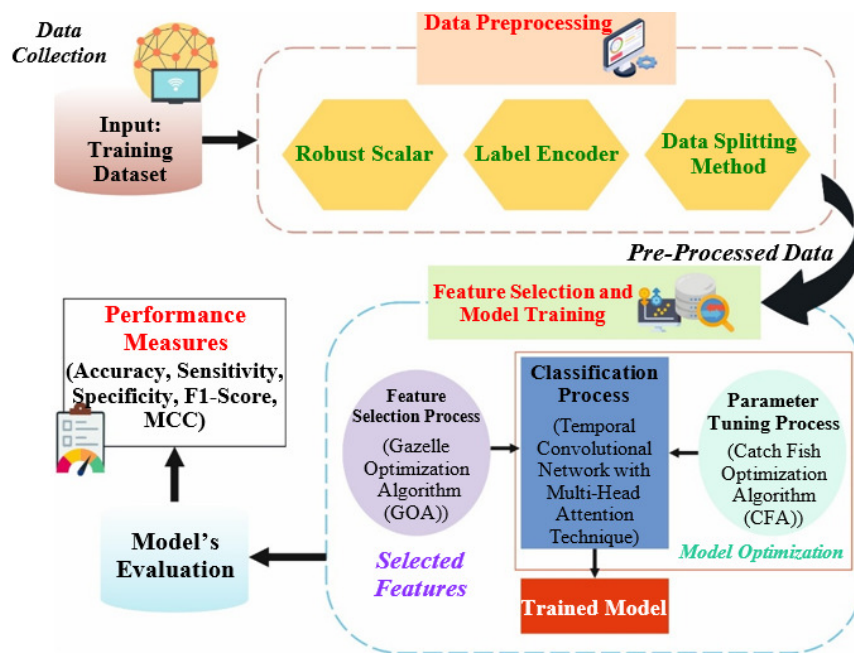 Data
Collection
Input:
Training
Dataset
Data Preprocessing
Robust Scalar
Label Encoder
Data Splitting
Method
Pre-Processed Data
Feature Selection and
Model Training
Performance
Measures
(Accuracy, Sensitivity,
Specificity, F1-Score,
MCC)
Feature
Selection Process
(Gazelle
Optimization
Algorithm
(GOA))
Classification
Process
(Temporal
Convolutional
Network with
Multi-Head
Attention
Technique)
Parameter
Tuning Process
(Catch Fish
Optimization
Algorithm
(CFA))
Model Optimization
Selected
Features
Model's
Evaluation
Trained Model